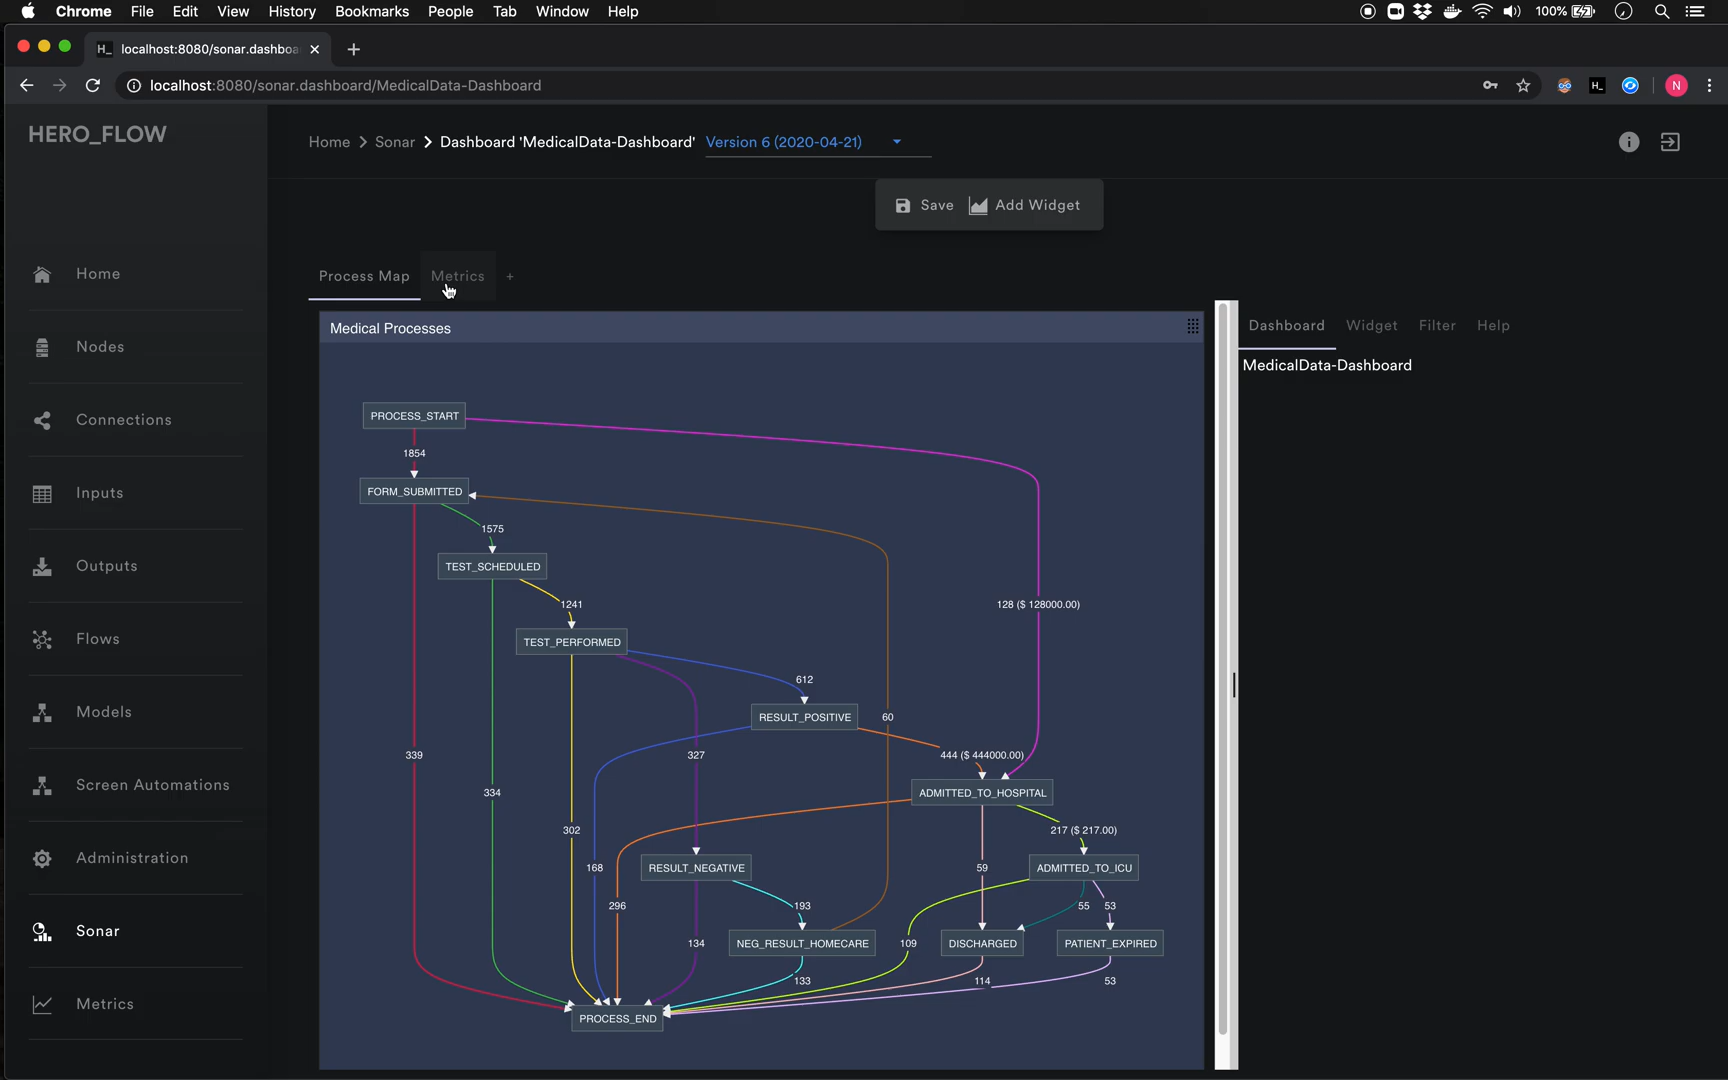 Chrome File Edit View History Bookmarks People Tab Window Help 100%
H_ localhost:8080/sonar.dashboa × +
localhost:8080/sonar.dashboard/MedicalData-Dashboard H_ N
HERO_FLOW
Home > Sonar > Dashboard 'MedicalData-Dashboard' Version 6 (2020-04-21)
Save Add Widget
Home
Nodes
Connections
Inputs
Outputs
Flows
Models
Screen Automations
Administration
Sonar
Metrics
Process Map Metrics +
Medical Processes
PROCESS_START
1854
FORM_SUBMITTED
1575
TEST_SCHEDULED
1241
128 ($ 128000.00)
TEST_PERFORMED
612
RESULT_POSITIVE
60
339
327
444 ($ 444000.00)
334
ADMITTED_TO_HOSPITAL
302
217 ($ 217.00)
168
RESULT_NEGATIVE
59
ADMITTED_TO_ICU
296
193
55
53
134
NEG_RESULT_HOMECARE
109
DISCHARGED
PATIENT_EXPIRED
133
114
53
PROCESS_END
Dashboard Widget Filter Help
MedicalData-Dashboard